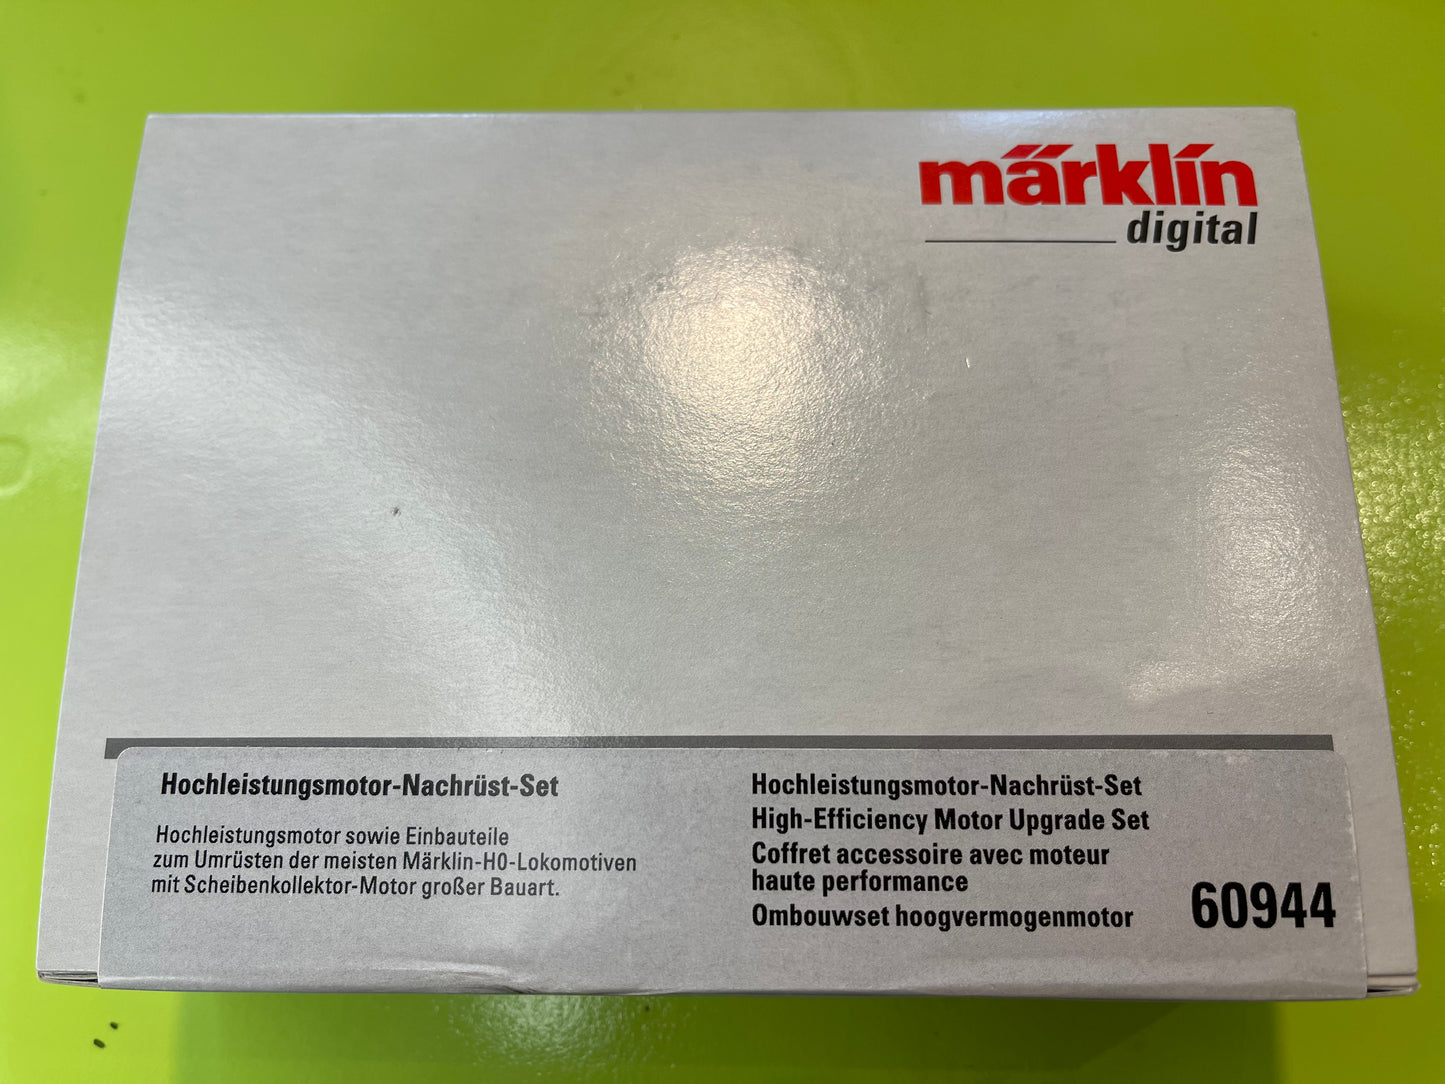 märklin
digital
Hochleistungsmotor-Nachrüst-Set
Hochleistungsmotor sowie Einbauteile
zum Umrüsten der meisten Märklin-H0-Lokomotiven
mit Scheibenkollektor-Motor großer Bauart.
Hochleistungsmotor-Nachrüst-Set
High-Efficiency Motor Upgrade Set
Coffret accessoire avec moteur
haute performance
Ombouwset hoogvermogenmotor
60944